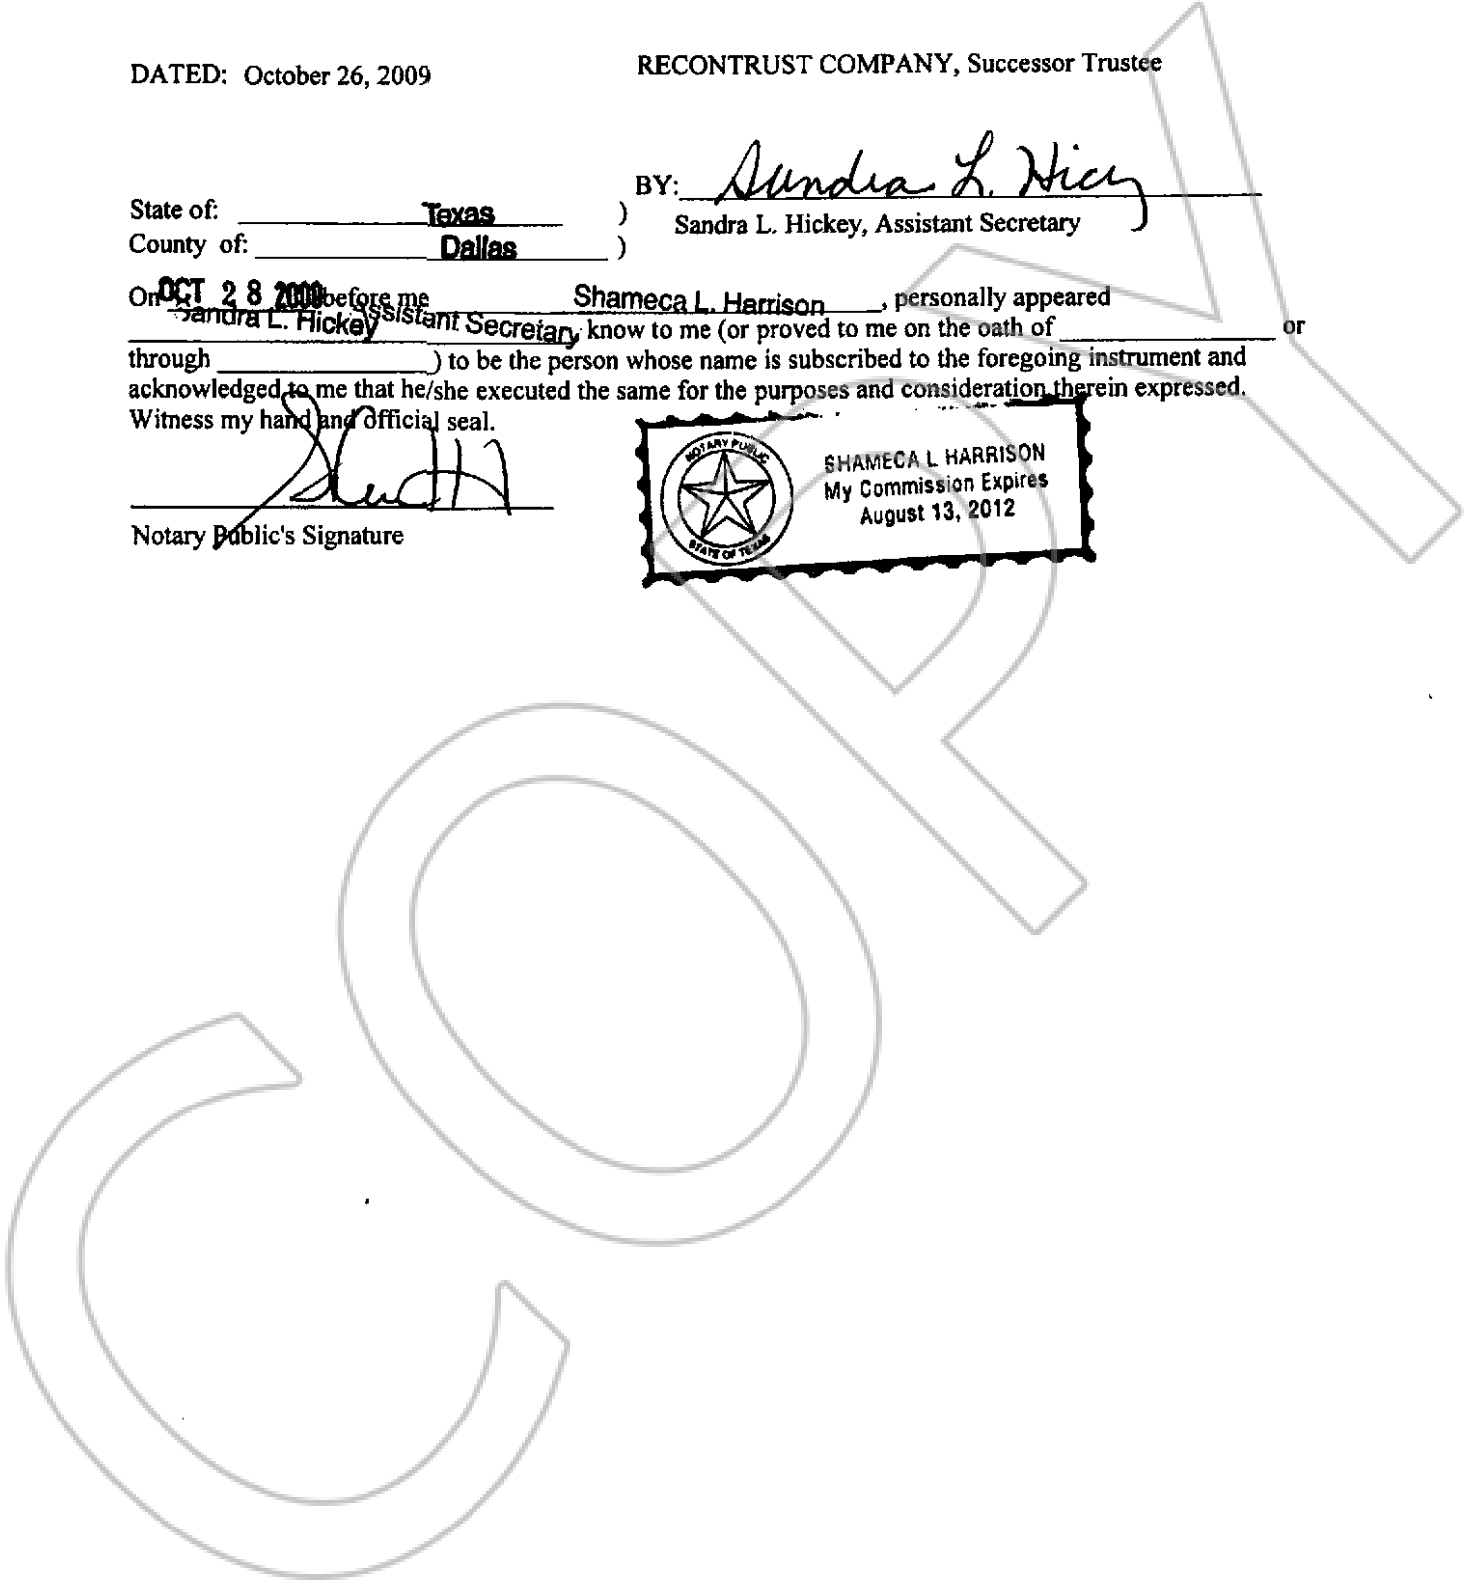 DATED: October 26, 2009
RECONTRUST COMPANY, Successor Trustee
BY: Sandra L. Hickey
Sandra L. Hickey, Assistant Secretary
State of: Texas )
County of: Dallas )
On OCT 28 2009 before me Shameca L. Harrison, personally appeared
Sandra L. Hickey Assistant Secretary, know to me (or proved to me on the oath of ____________ or
through ____________) to be the person whose name is subscribed to the foregoing instrument and
acknowledged to me that he/she executed the same for the purposes and consideration therein expressed.
Witness my hand and official seal.
Notary Public's Signature
NOTARY PUBLIC
STATE OF TEXAS
SHAMECA L HARRISON
My Commission Expires
August 13, 2012
COPY